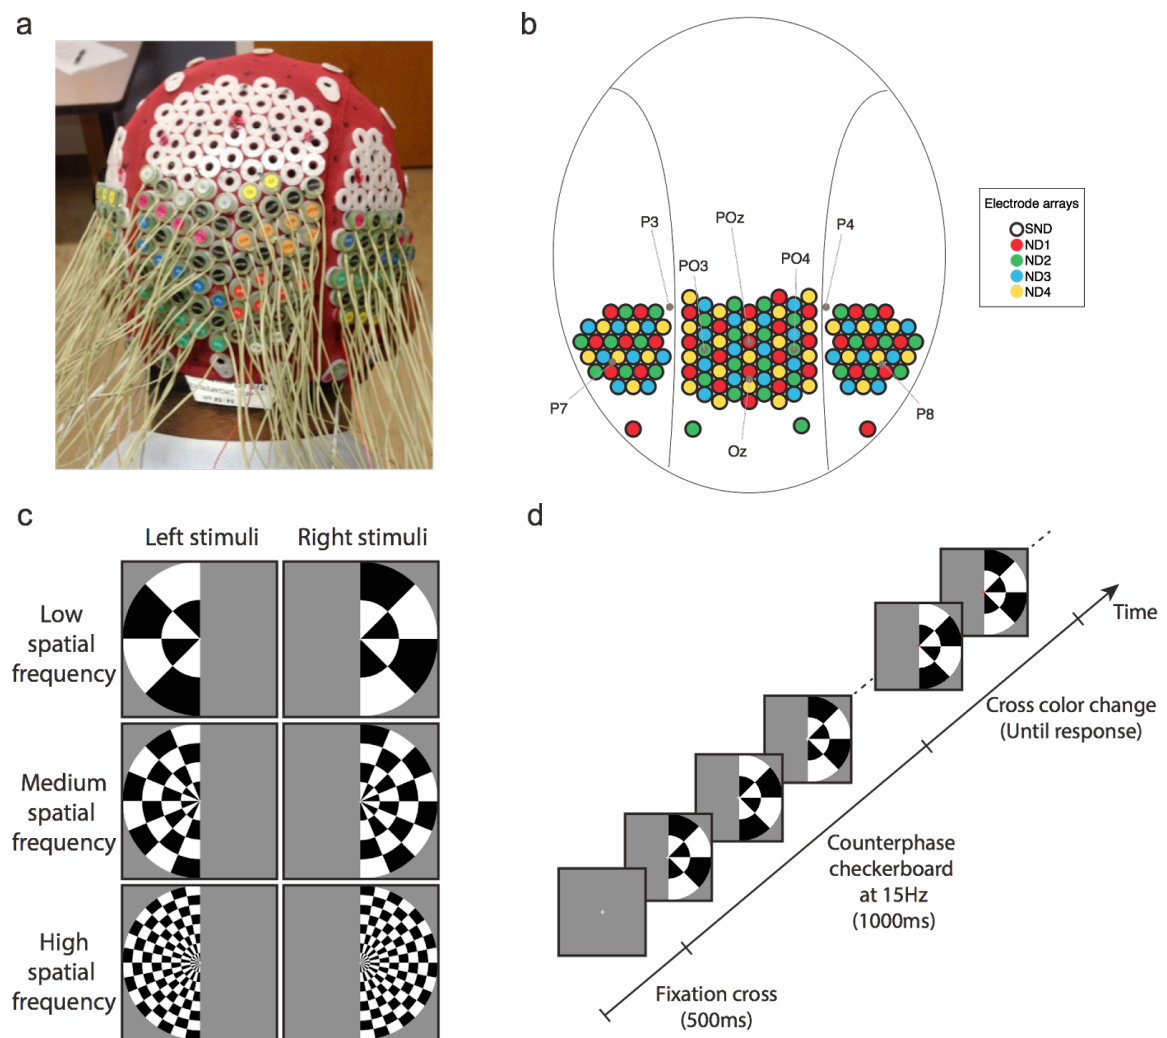 a
b
P3
POz
P4
PO3
PO4
P7
Oz
P8
Electrode arrays
SND
ND1
ND2
ND3
ND4
c
Left stimuli
Right stimuli
Low
spatial
frequency
Medium
spatial
frequency
High
spatial
frequency
d
Time
Cross color change
(Until response)
Counterphase
checkerboard
at 15Hz
(1000ms)
Fixation cross
(500ms)